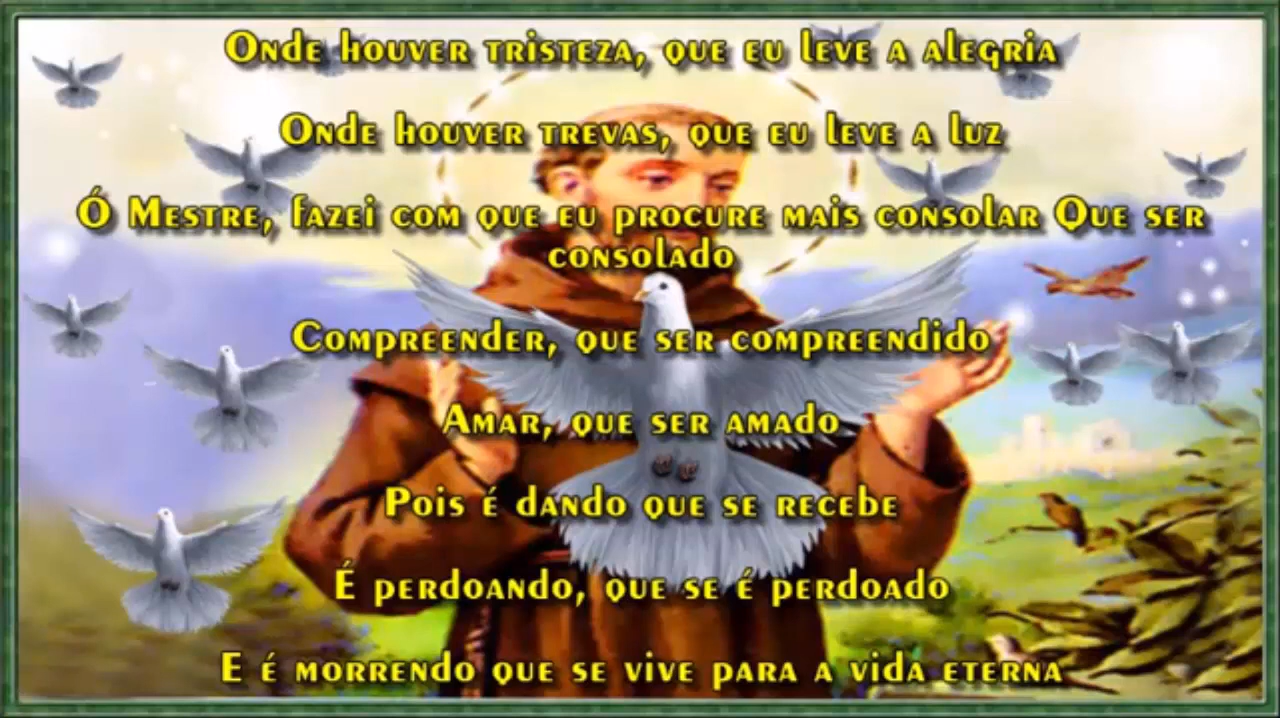 Onde houver tristeza, que eu leve a alegria
Onde houver trevas, que eu leve a luz
Ó Mestre, fazei com que eu procure mais consolar Que ser
consolado
Compreender, que ser compreendido
Amar, que ser amado
Pois é dando que se recebe
É perdoando, que se é perdoado
E é morrendo que se vive para a vida eterna